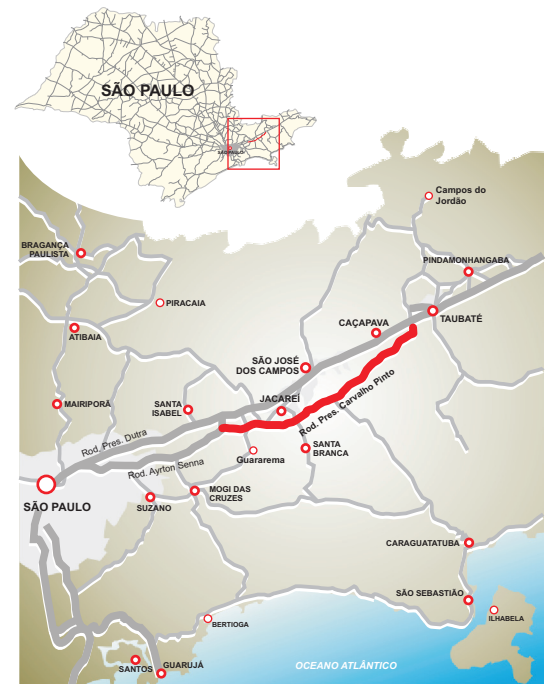 SÃO PAULO
SÃO PAULO
Campos do
Jordão
BRAGANÇA
PAULISTA
PINDAMONHANGABA
PIRACAIA
TAUBATÉ
CAÇAPAVA
ATIBAIA
SÃO JOSÉ
DOS CAMPOS
Rod. Pres. Carvalho Pinto
JACAREÍ
SANTA
ISABEL
MAIRIPORÃ
Rod. Pres. Dutra
SANTA
BRANCA
Guararema
Rod. Ayrton Senna
MOGI DAS
CRUZES
SÃO PAULO
SUZANO
CARAGUATATUBA
SÃO SEBASTIÃO
ILHABELA
BERTIOGA
OCEANO ATLÂNTICO
SANTOS
GUARUJÁ